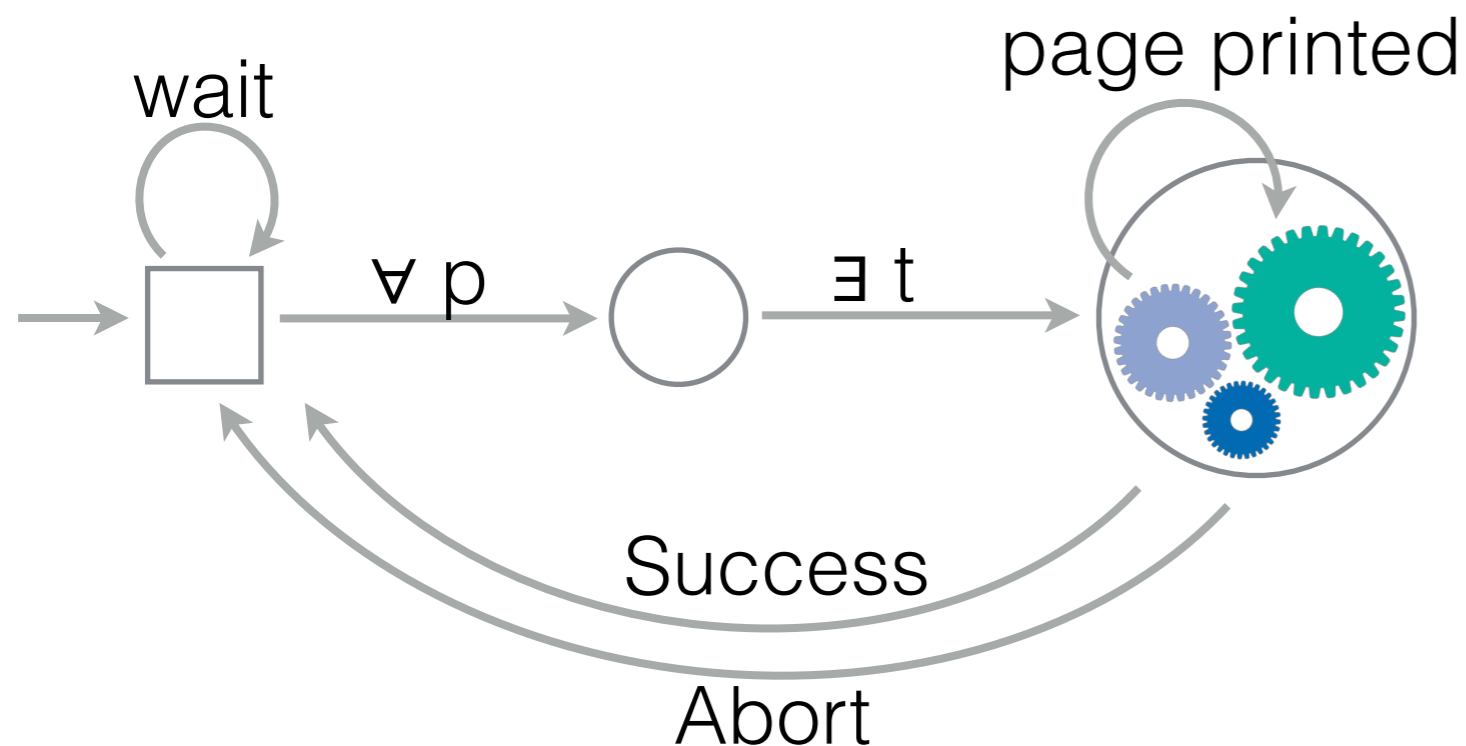 page printed
wait
∀ p
∃ t
Success
Abort